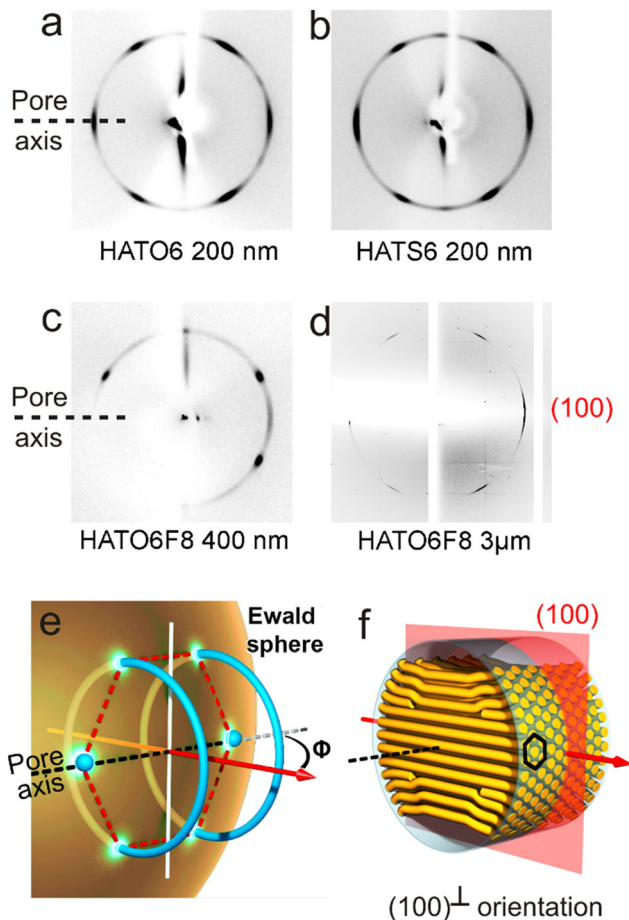 a
b
Pore
axis
HATO6 200 nm
HATS6 200 nm
c
d
Pore
axis
(100)
HATO6F8 400 nm
HATO6F8 3μm
e
Ewald
sphere
Φ
Pore
axis
f
(100)
(100)⊥ orientation